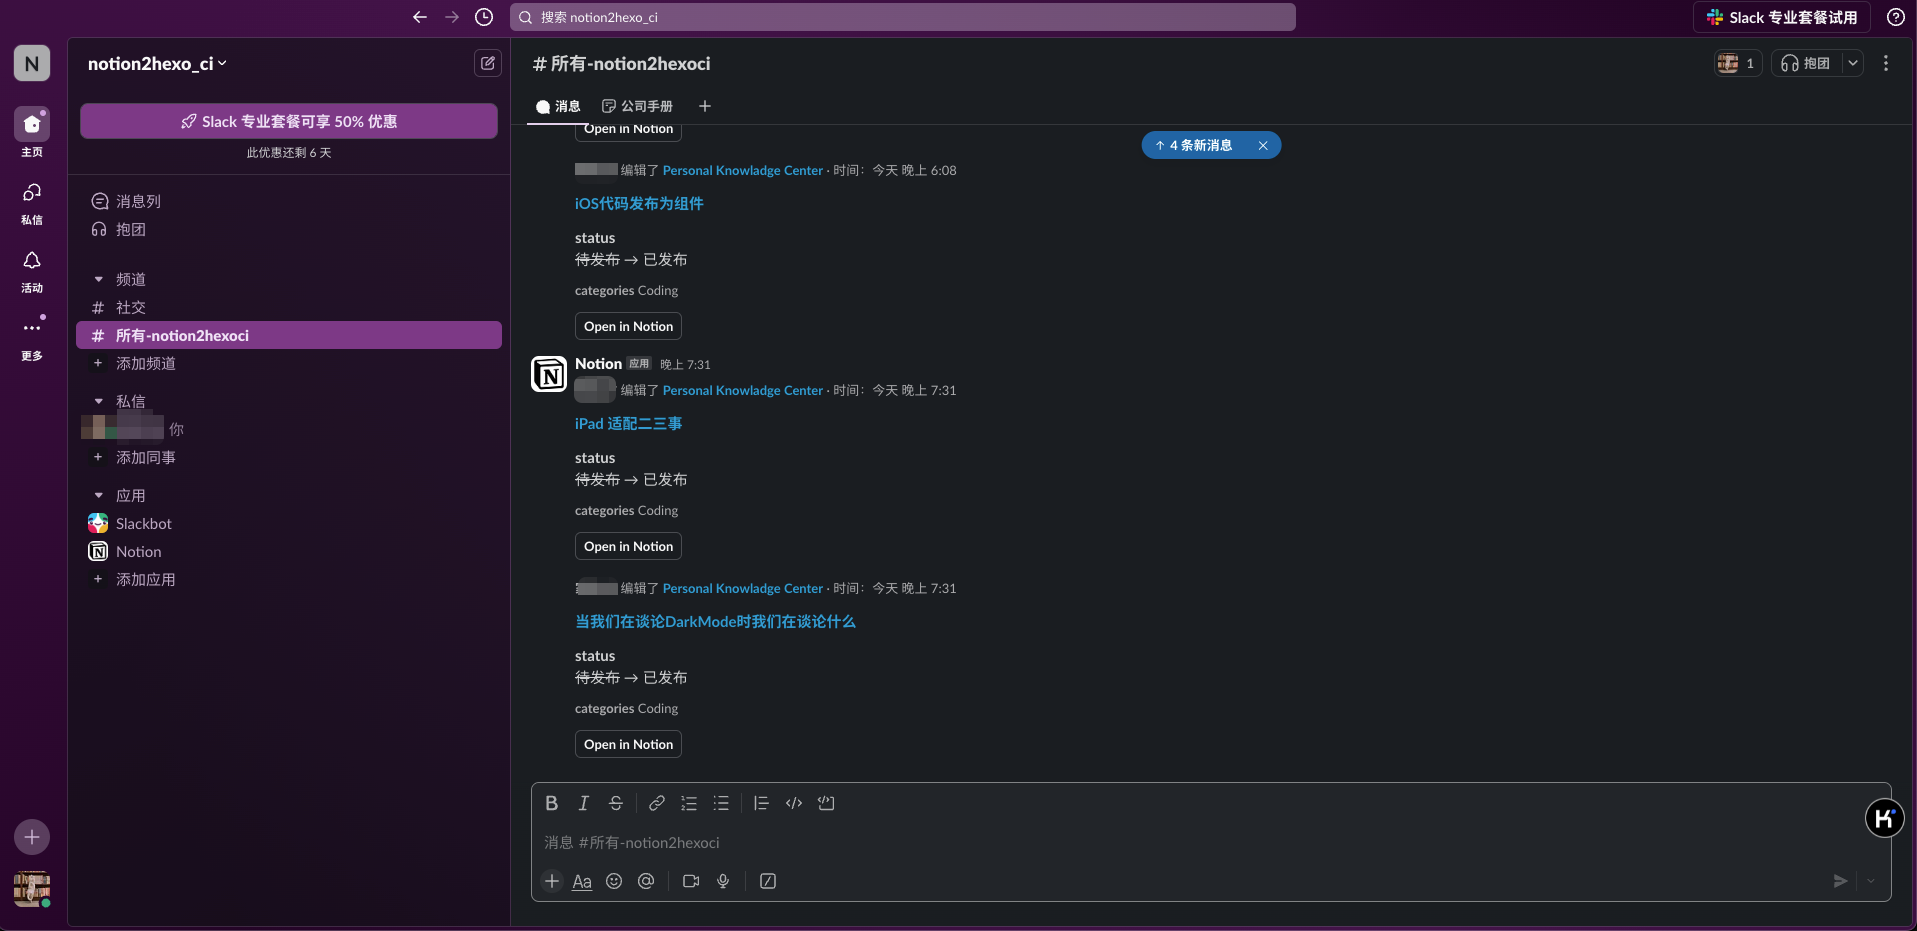 搜索 notion2hexo_ci
Slack 专业套餐试用
N
notion2hexo_ci
Slack 专业套餐可享 50% 优惠
此优惠还剩 6 天
主页
私信
活动
更多
消息列
抱团
频道
# 社交
# 所有-notion2hexoci
+ 添加频道
私信
你
+ 添加同事
应用
Slackbot
Notion
+ 添加应用
# 所有-notion2hexoci
1
抱团
消息
公司手册
↑ 4 条新消息
Open in Notion
编辑了 Personal Knowladge Center · 时间：今天 晚上 6:08
iOS代码发布为组件
status
待发布 → 已发布
categories Coding
Open in Notion
Notion 应用 晚上 7:31
编辑了 Personal Knowladge Center · 时间：今天 晚上 7:31
iPad 适配二三事
status
待发布 → 已发布
categories Coding
Open in Notion
编辑了 Personal Knowladge Center · 时间：今天 晚上 7:31
当我们在谈论DarkMode时我们在谈论什么
status
待发布 → 已发布
categories Coding
Open in Notion
消息 #所有-notion2hexoci
Aa